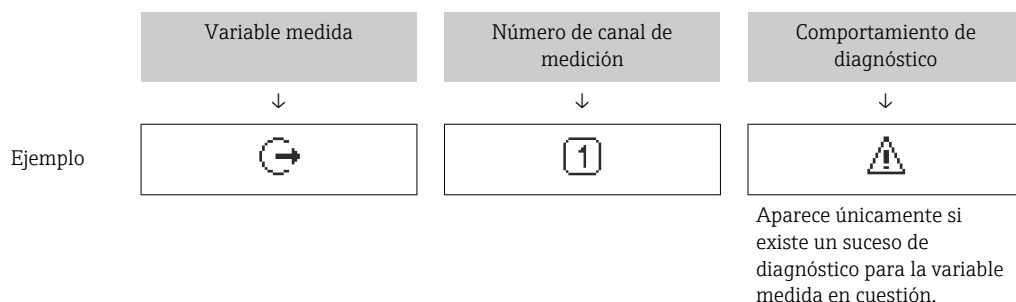 Variable medida
Número de canal de
medición
Comportamiento de
diagnóstico
↓ ↓ ↓
Ejemplo
1
Aparece únicamente si
existe un suceso de
diagnóstico para la variable
medida en cuestión.